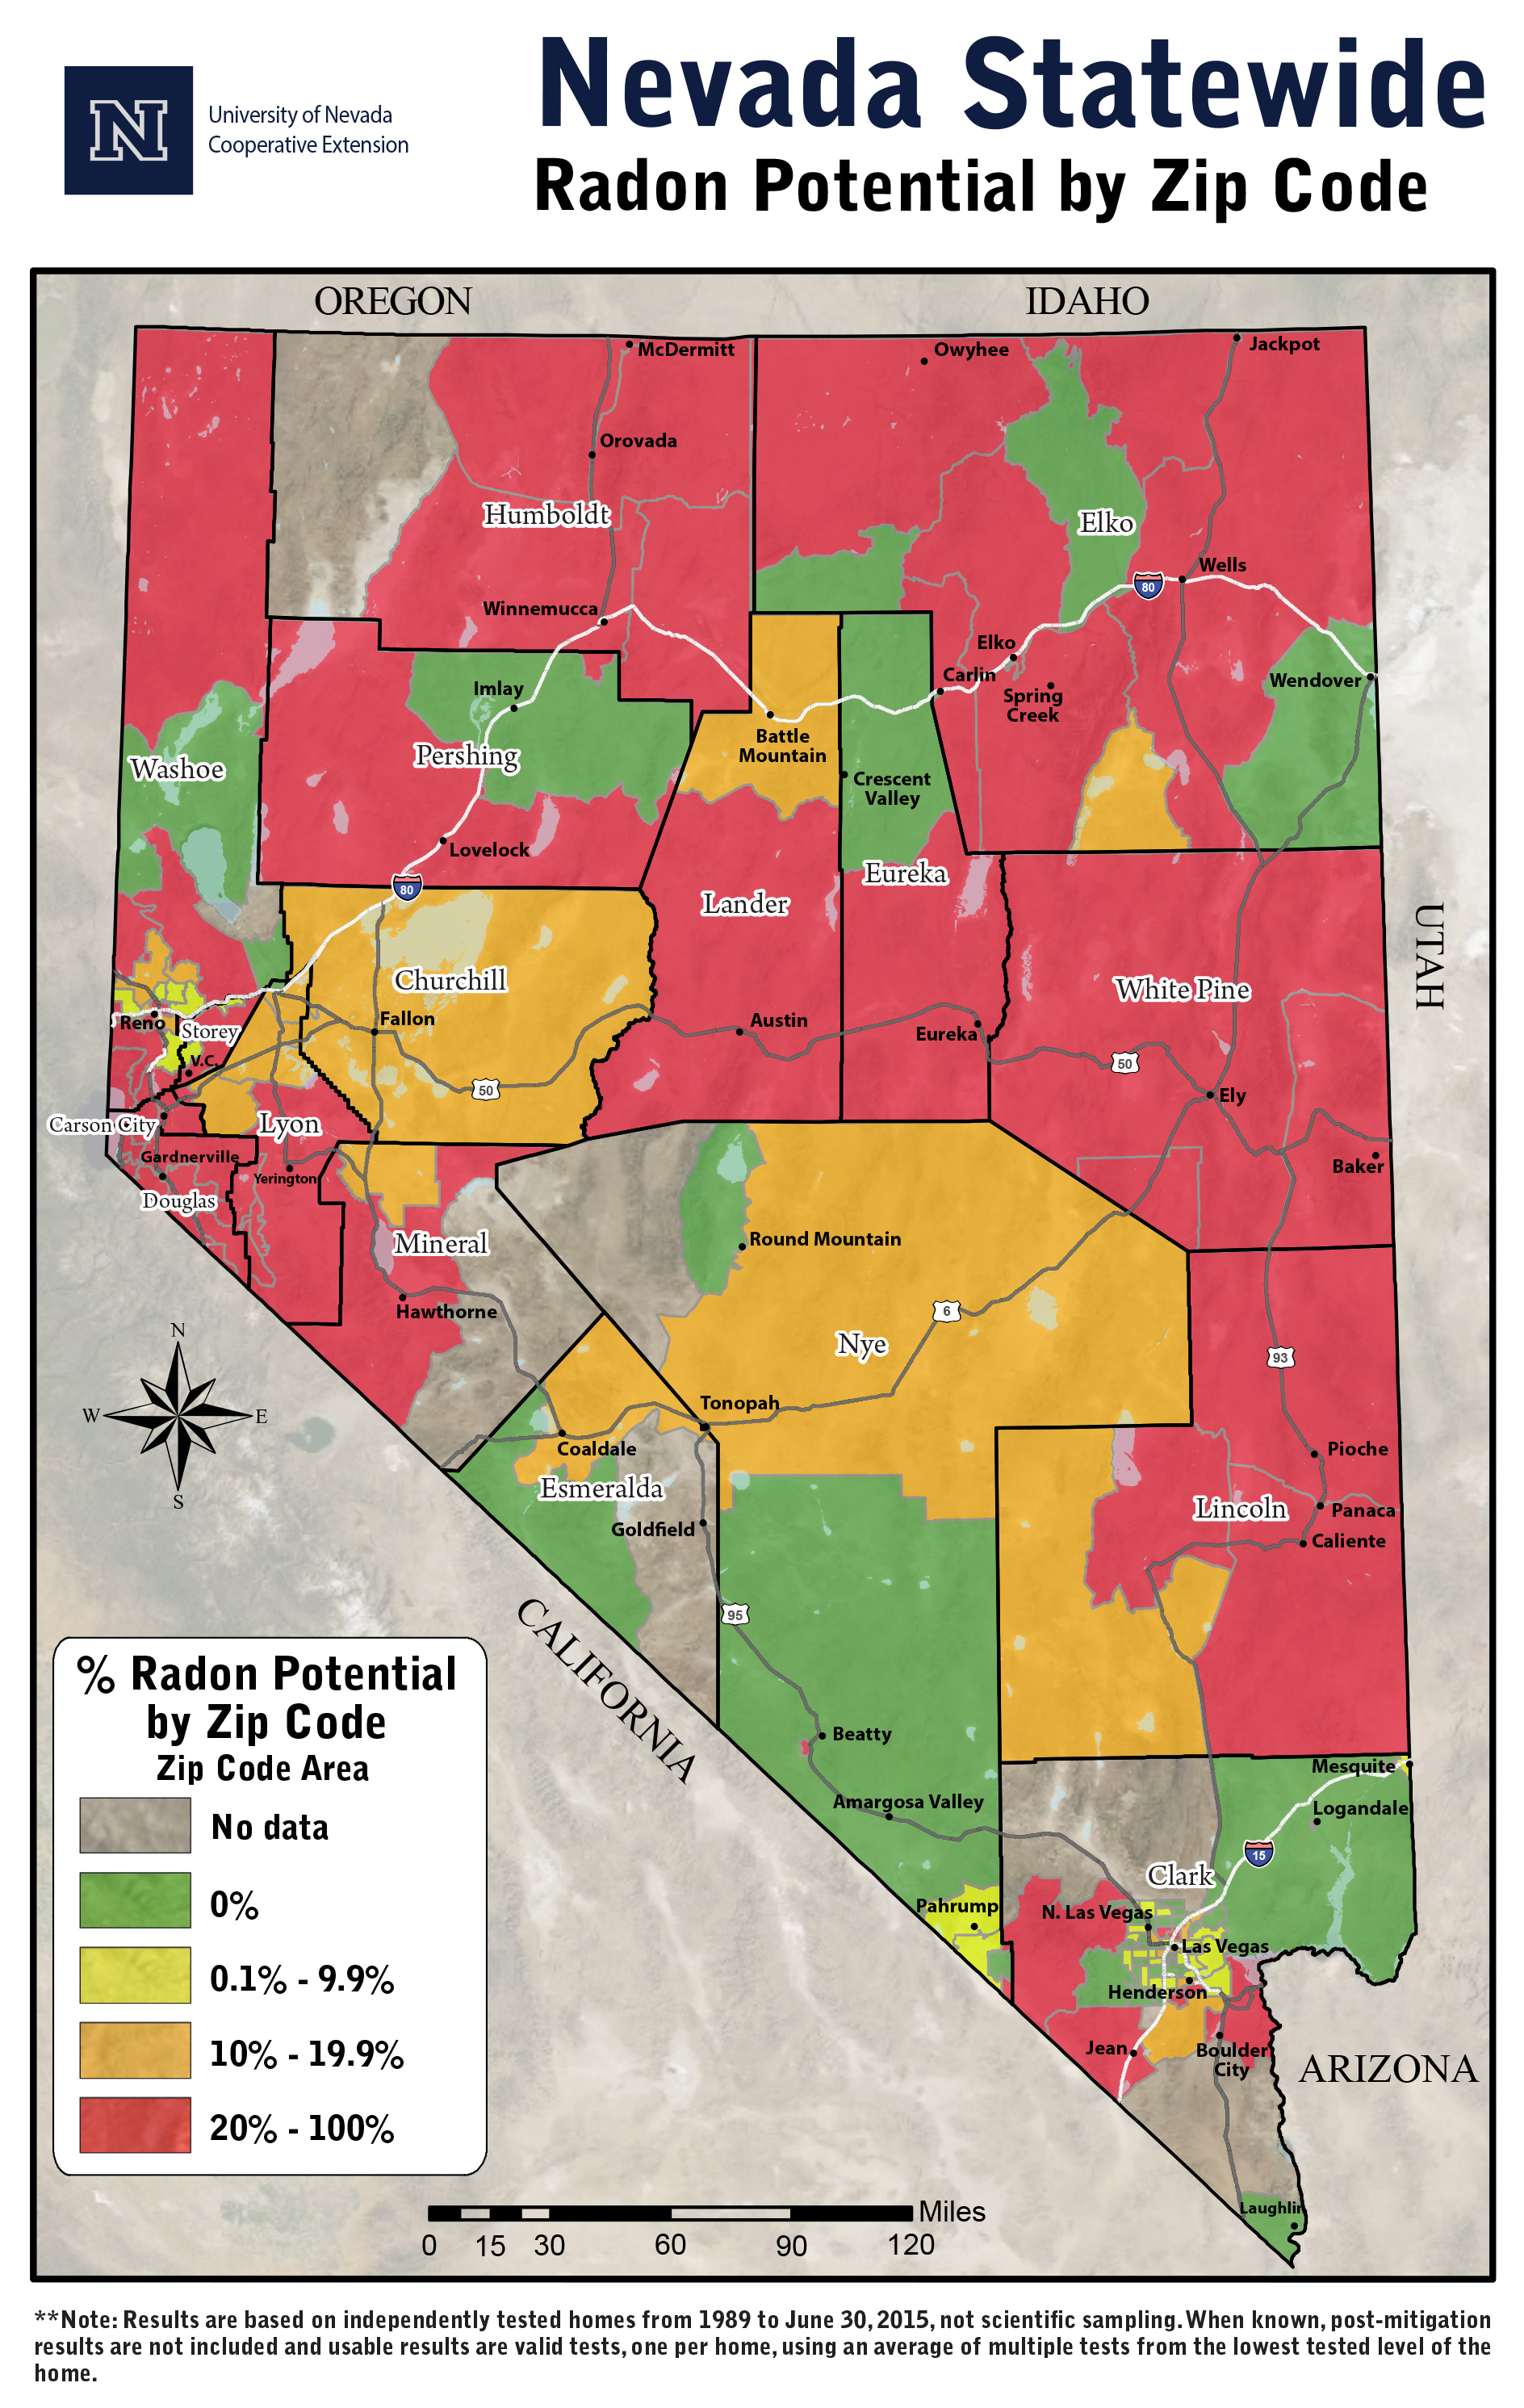 University of Nevada
Cooperative Extension
N
Nevada Statewide
Radon Potential by Zip Code
OREGON
IDAHO
McDermitt
Owyhee
Jackpot
Orovada
Humboldt
Elko
Wells
80
Winnemucca
Elko
Carlin
Spring
Creek
Wendover
Imlay
Battle
Mountain
Washoe
Pershing
Crescent
Valley
Lovelock
80
Eureka
Lander
UTAH
Churchill
White Pine
Reno
Storey
Fallon
Austin
Eureka
V.C.
50
50
Ely
Carson City
Lyon
Gardnerville
Yerington
Baker
Douglas
Mineral
Round Mountain
Hawthorne
6
Nye
93
N
W
E
S
Tonopah
Coaldale
Pioche
Esmeralda
Lincoln
Panaca
Goldfield
Caliente
95
CALIFORNIA
Beatty
Mesquite
Amargosa Valley
Logandale
15
Clark
Pahrump
N. Las Vegas
Las Vegas
Henderson
Jean
Boulder
City
ARIZONA
Laughlin
% Radon Potential
by Zip Code
Zip Code Area
No data
0%
0.1% - 9.9%
10% - 19.9%
20% - 100%
Miles
0 15 30 60 90 120
**Note: Results are based on independently tested homes from 1989 to June 30, 2015, not scientific sampling. When known, post-mitigation
results are not included and usable results are valid tests, one per home, using an average of multiple tests from the lowest tested level of the
home.